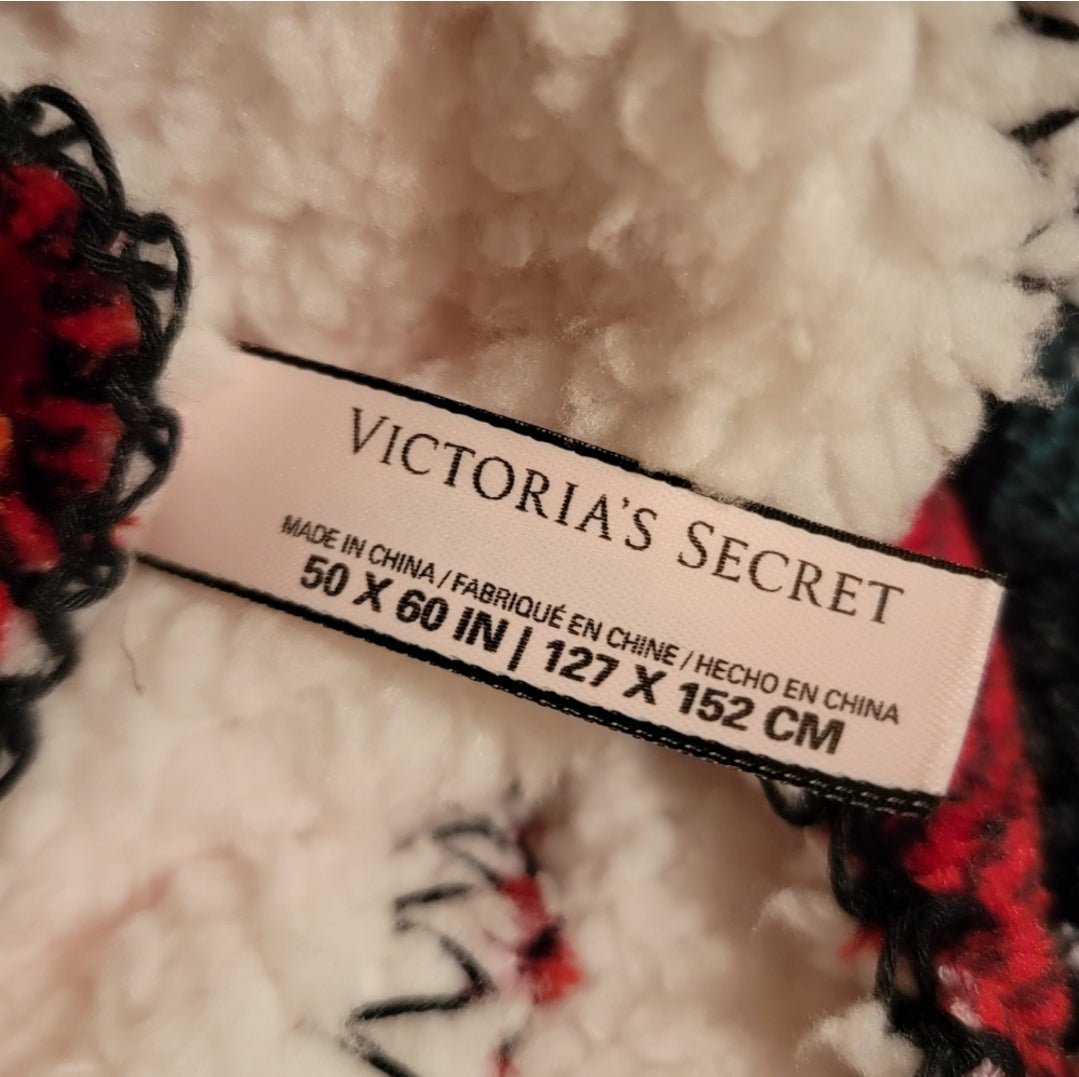 VICTORIA'S SECRET
MADE IN CHINA / FABRIQUÉ EN CHINE / HECHO EN CHINA
50 X 60 IN | 127 X 152 CM